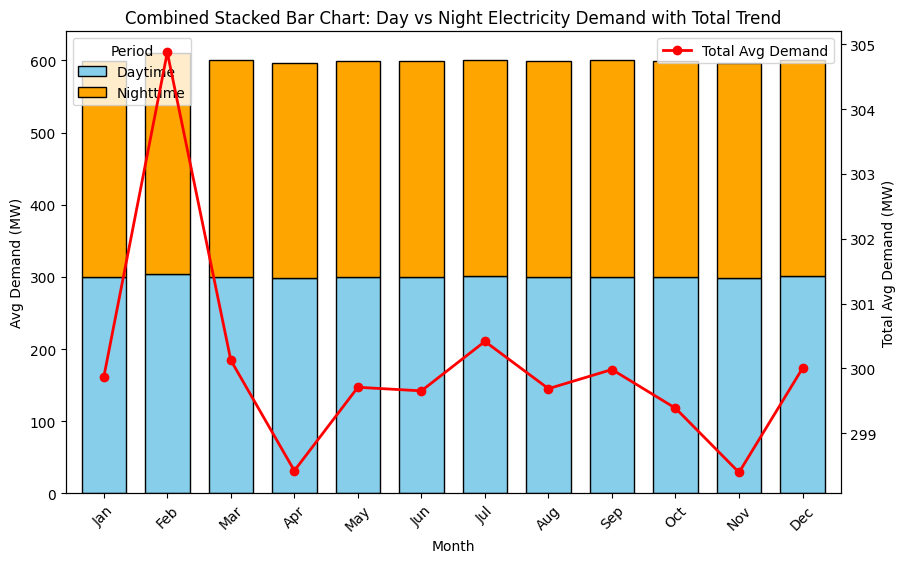 Combined Stacked Bar Chart: Day vs Night Electricity Demand with Total Trend
Period
Daytime
Nighttime
Total Avg Demand
Avg Demand (MW)
600
500
400
300
200
100
0
305
304
303
302
301
300
299
Total Avg Demand (MW)
Jan
Feb
Mar
Apr
May
Jun
Jul
Aug
Sep
Oct
Nov
Dec
Month